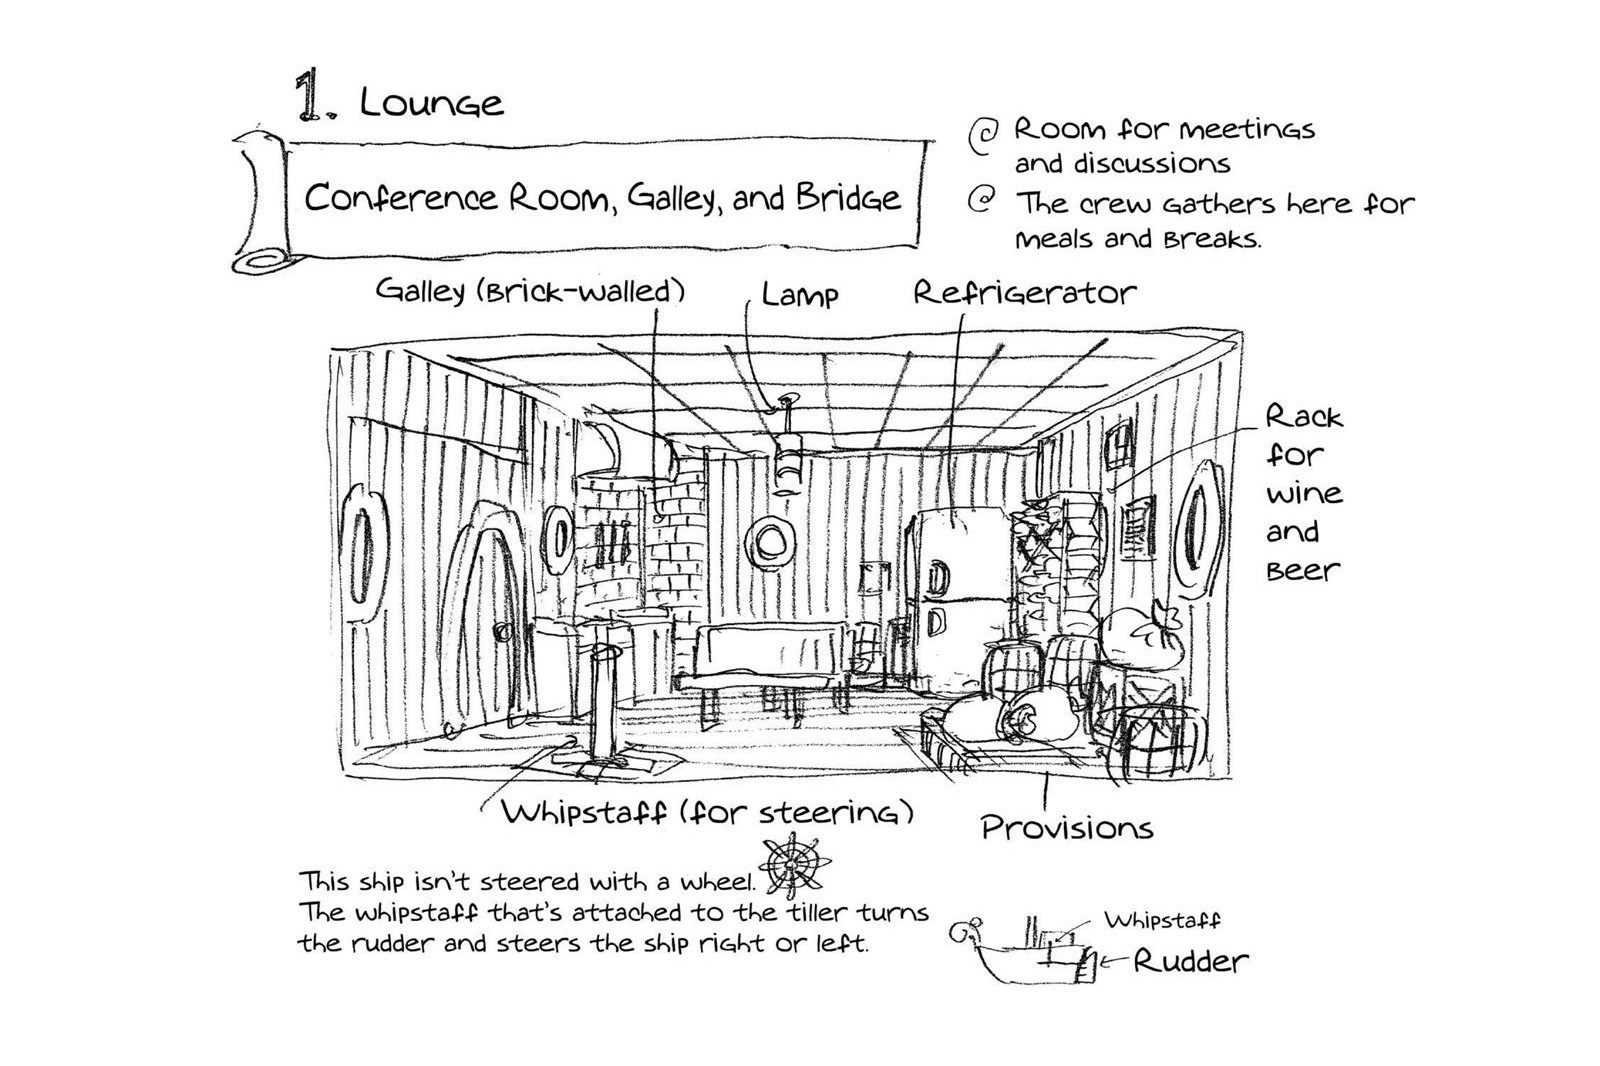 1. Lounge
Conference Room, Galley, and Bridge
Room for meetings
and discussions
The crew gathers here for
meals and breaks.
Galley (Brick-walled)
Lamp
Refrigerator
Rack
for
wine
and
Beer
Whipstaff (for steering)
Provisions
This ship isn't steered with a wheel.
The whipstaff that's attached to the tiller turns
the rudder and steers the ship right or left.
Whipstaff
Rudder